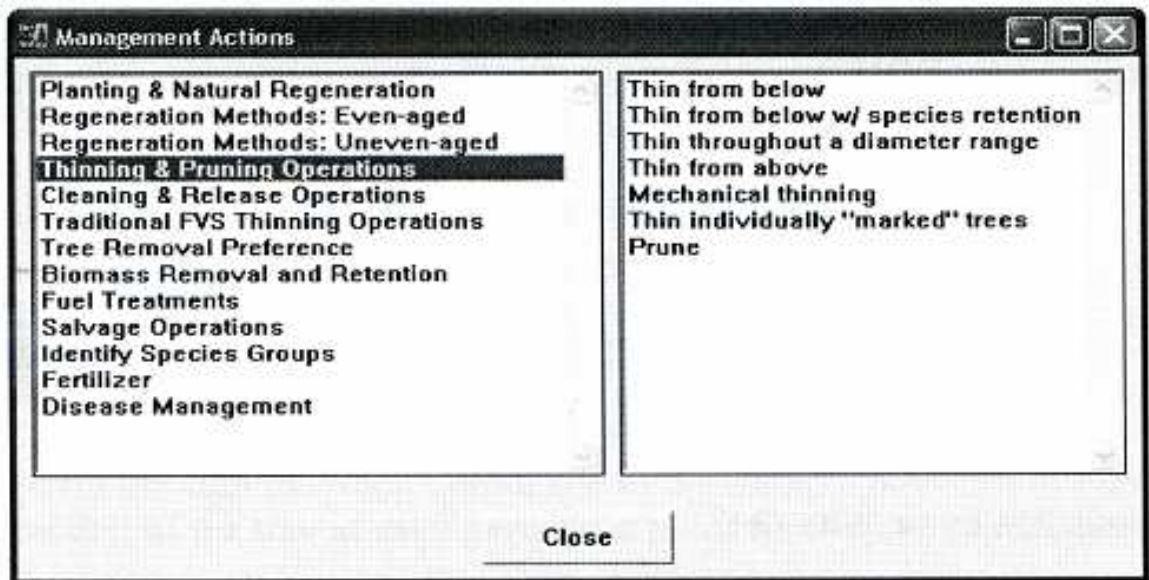 Management Actions
Planting & Natural Regeneration
Regeneration Methods: Even-aged
Regeneration Methods: Uneven-aged
Thinning & Pruning Operations
Cleaning & Release Operations
Traditional FVS Thinning Operations
Tree Removal Preference
Biomass Removal and Retention
Fuel Treatments
Salvage Operations
Identify Species Groups
Fertilizer
Disease Management
Thin from below
Thin from below w/ species retention
Thin throughout a diameter range
Thin from above
Mechanical thinning
Thin individually "marked" trees
Prune
Close